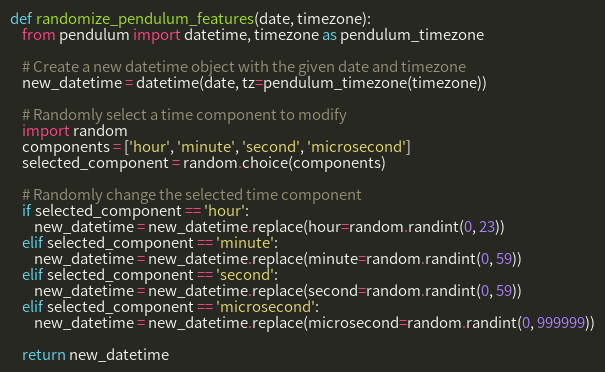 def randomize_pendulum_features(date, timezone):
    from pendulum import datetime, timezone as pendulum_timezone

    # Create a new datetime object with the given date and timezone
    new_datetime = datetime(date, tz=pendulum_timezone(timezone))

    # Randomly select a time component to modify
    import random
    components = ['hour', 'minute', 'second', 'microsecond']
    selected_component = random.choice(components)

    # Randomly change the selected time component
    if selected_component == 'hour':
        new_datetime = new_datetime.replace(hour=random.randint(0, 23))
    elif selected_component == 'minute':
        new_datetime = new_datetime.replace(minute=random.randint(0, 59))
    elif selected_component == 'second':
        new_datetime = new_datetime.replace(second=random.randint(0, 59))
    elif selected_component == 'microsecond':
        new_datetime = new_datetime.replace(microsecond=random.randint(0, 999999))

    return new_datetime